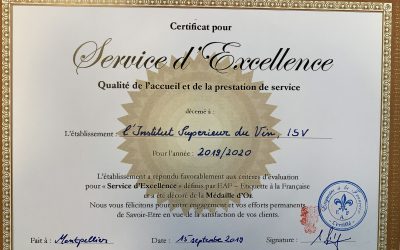 Certificat pour
Service d'Excellence
Qualité de l'accueil et de la prestation de service
décerné à
L'établissement : l'Institut Supérieur du Vin, ISV
Pour l'année : 2019/2020
L'établissement a répondu favorablement aux critères d'évaluation
pour « Service d'Excellence » définis par EAF – Etiquette à la Française
et a été décoré de la Médaille d'Or.
Nous vous félicitons pour votre engagement et vos efforts permanents
de Savoir-Etre en vue de la satisfaction de vos clients.
Fait à : Montpellier Date : 15 septembre 2019 Signature :